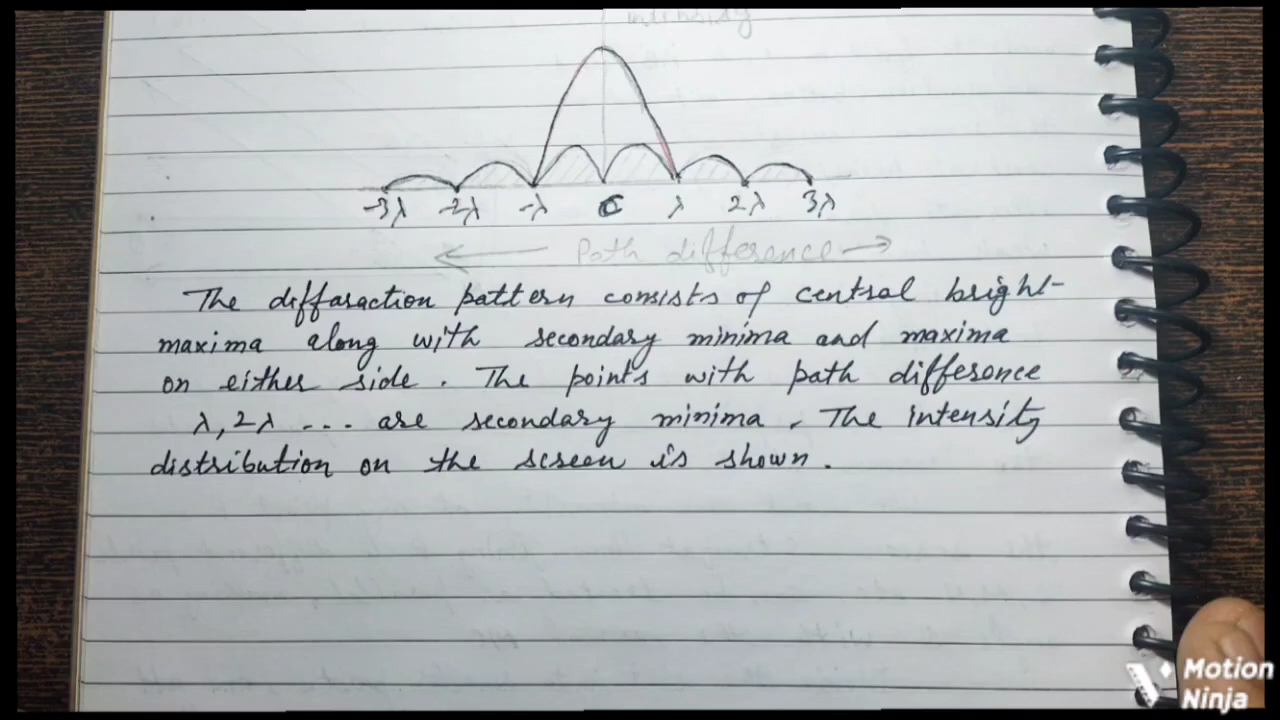 intensity
-3λ -2λ -λ c λ 2λ 3λ
Path difference
The diffaraction pattern consists of central bright-
maxima along with secondary minima and maxima
on either side. The points with path difference
λ, 2λ ... are secondary minima. The intensity
distribution on the screen is shown.
Motion
Ninja